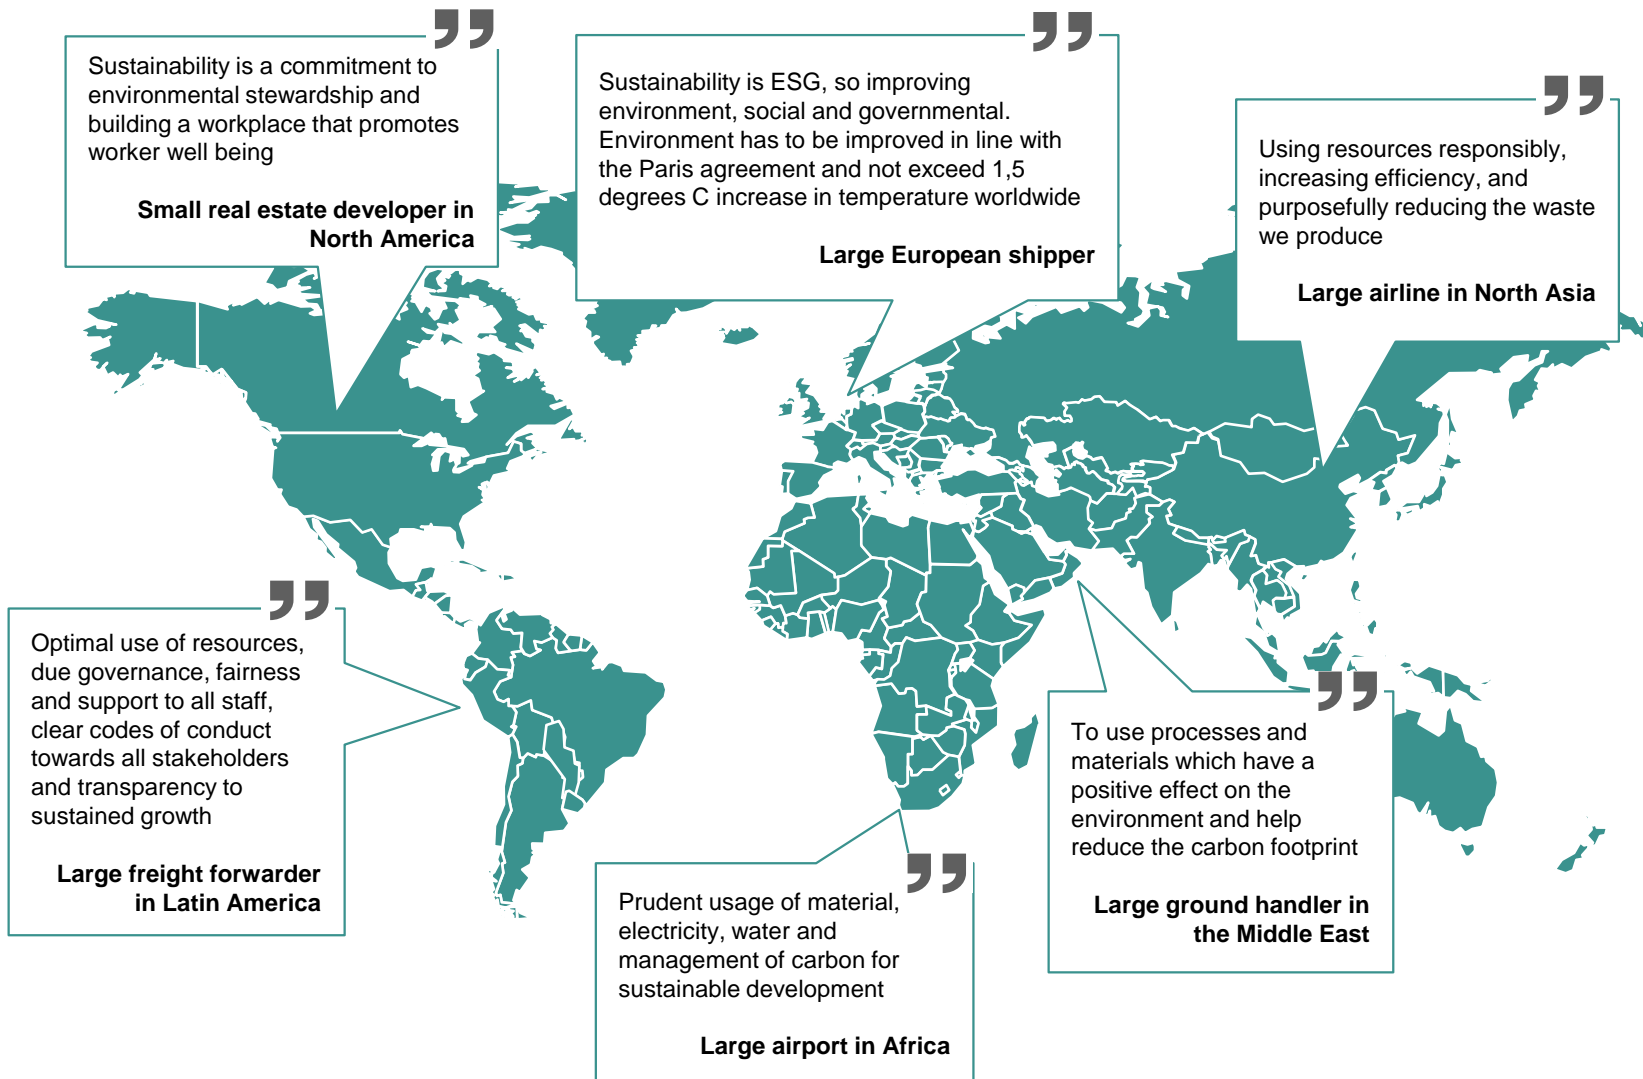 Sustainability is a commitment to
environmental stewardship and
building a workplace that promotes
worker well being
Small real estate developer in
North America
Sustainability is ESG, so improving
environment, social and governmental.
Environment has to be improved in line with
the Paris agreement and not exceed 1,5
degrees C increase in temperature worldwide
Large European shipper
Using resources responsibly,
increasing efficiency, and
purposefully reducing the waste
we produce
Large airline in North Asia
Optimal use of resources,
due governance, fairness
and support to all staff,
clear codes of conduct
towards all stakeholders
and transparency to
sustained growth
Large freight forwarder
in Latin America
Prudent usage of material,
electricity, water and
management of carbon for
sustainable development
Large airport in Africa
To use processes and
materials which have a
positive effect on the
environment and help
reduce the carbon footprint
Large ground handler in
the Middle East